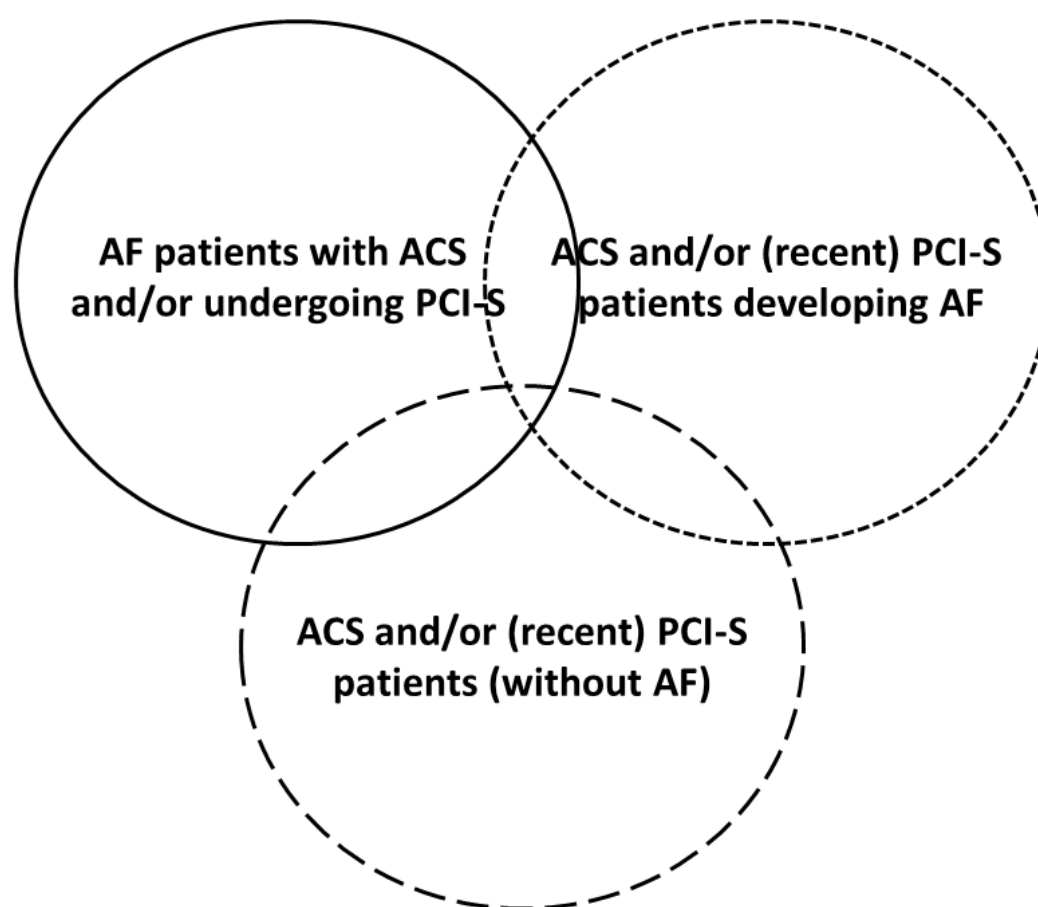 AF patients with ACS
and/or undergoing PCI-S
ACS and/or (recent) PCI-S
patients developing AF
ACS and/or (recent) PCI-S
patients (without AF)